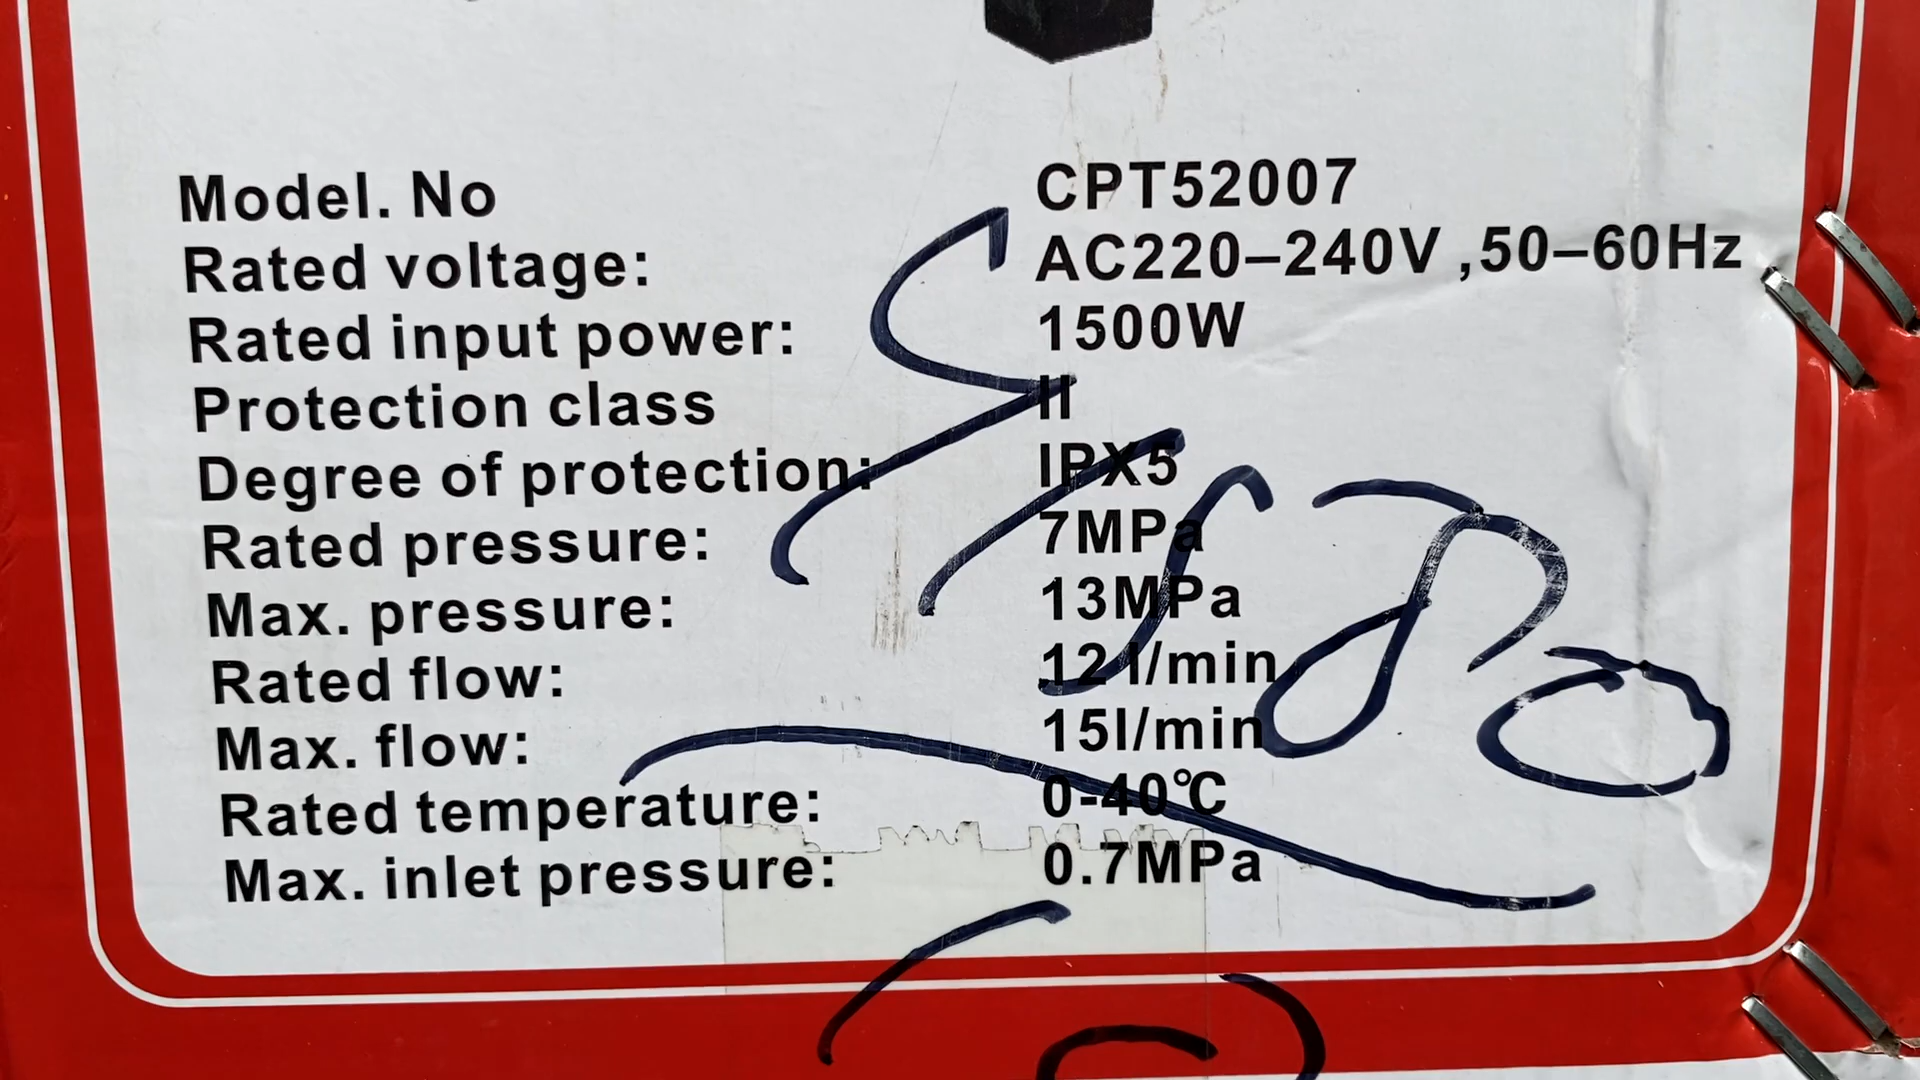 Model. No CPT52007
Rated voltage: AC220–240V ,50–60Hz
Rated input power: 1500W
Protection class II
Degree of protection: IPX5
Rated pressure: 7MPa
Max. pressure: 13MPa
Rated flow: 12 l/min
Max. flow: 15l/min
Rated temperature: 0-40℃
Max. inlet pressure: 0.7MPa